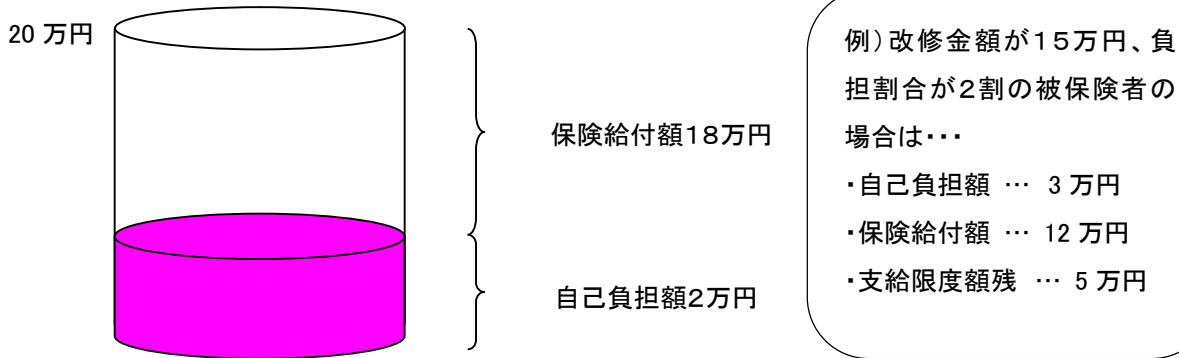 20 万円
保険給付額18万円
自己負担額2万円
例）改修金額が15万円、負
担割合が2割の被保険者の
場合は・・・
・自己負担額 … 3 万円
・保険給付額 … 12 万円
・支給限度額残 … 5 万円